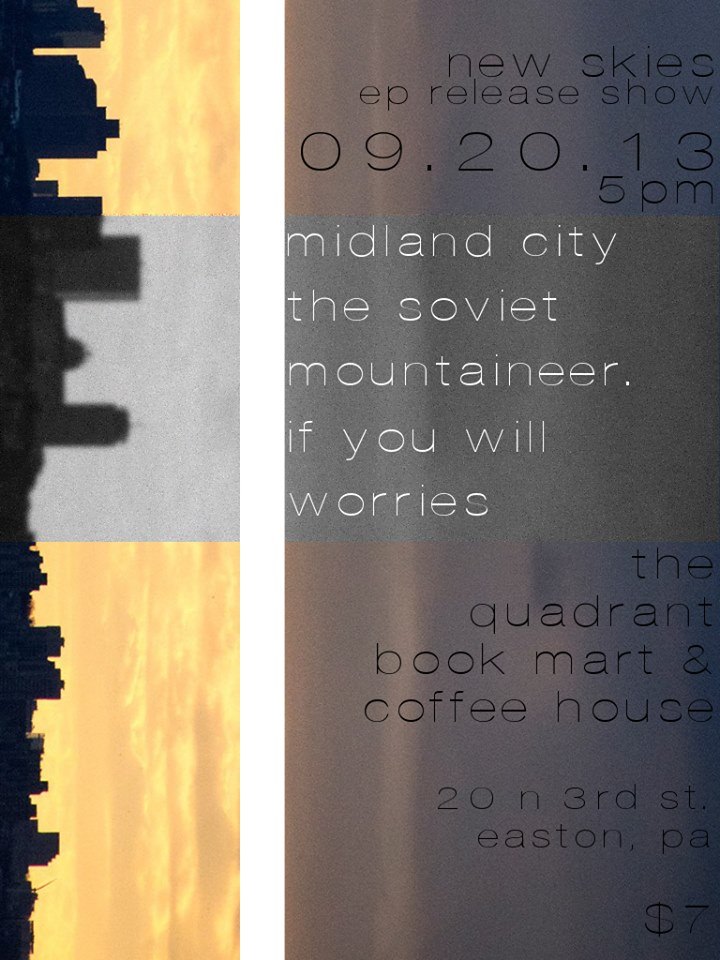 new skies
ep release show
09.20.13
5pm
midland city
the soviet
mountaineer.
if you will
worries
the
quadrant
book mart &
coffee house
20 n 3rd st.
easton, pa
$7